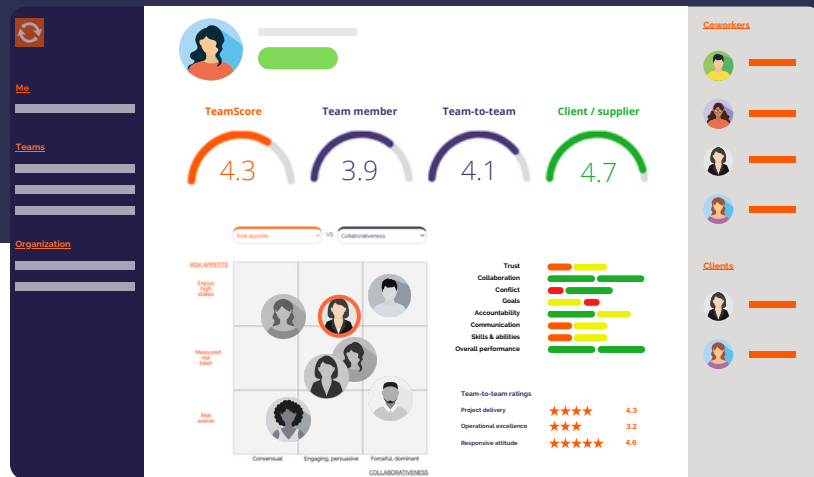 Me
Teams
Organization
TeamScore
Team member
Team-to-team
Client / supplier
4.3
3.9
4.1
4.7
Risk appetite
VS
Collaborativeness
RISK APPETITE
Enjoys
high
stakes
Measured
risk
taker
Risk
averse
Consensual
Engaging, persuasive
Forceful, dominant
COLLABORATIVENESS
Trust
Collaboration
Conflict
Goals
Accountability
Communication
Skills & abilities
Overall performance
Team-to-team ratings
Project delivery 4.3
Operational excellence 3.2
Responsive attitude 4.6
Coworkers
Clients